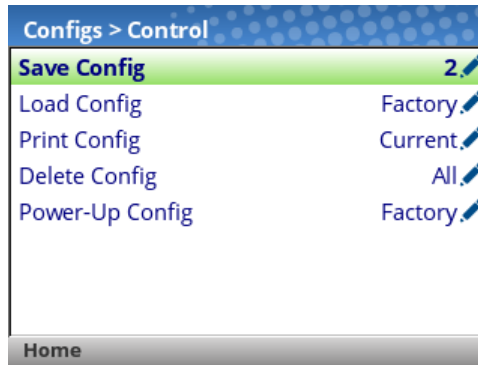 Configs > Control
Save Config 2
Load Config Factory
Print Config Current
Delete Config All
Power-Up Config Factory
Home